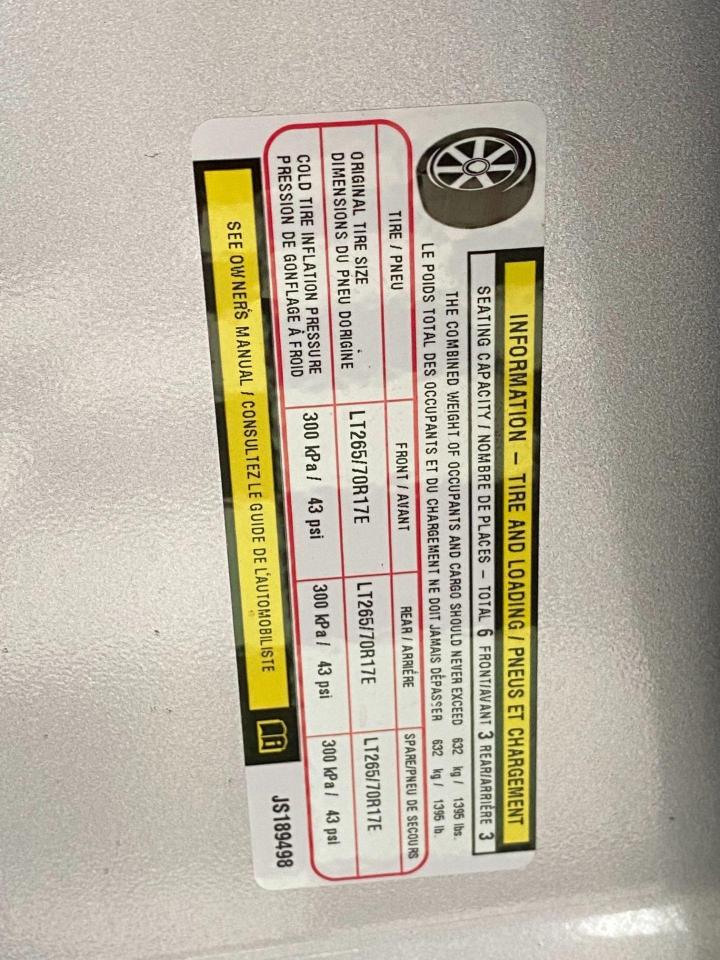 INFORMATION – TIRE AND LOADING / PNEUS ET CHARGEMENT
SEATING CAPACITY / NOMBRE DE PLACES – TOTAL 6 FRONT/AVANT 3 REAR/ARRIÈRE 3
THE COMBINED WEIGHT OF OCCUPANTS AND CARGO SHOULD NEVER EXCEED 632 kg / 1395 lbs.
LE POIDS TOTAL DES OCCUPANTS ET DU CHARGEMENT NE DOIT JAMAIS DÉPASSER 632 kg / 1395 lb.
TIRE / PNEU FRONT / AVANT REAR / ARRIÈRE SPARE/PNEU DE SECOURS
ORIGINAL TIRE SIZE
DIMENSIONS DU PNEU D'ORIGINE LT265/70R17E LT265/70R17E LT265/70R17E
COLD TIRE INFLATION PRESSURE
PRESSION DE GONFLAGE À FROID 300 kPa / 43 psi 300 kPa / 43 psi 300 kPa / 43 psi
SEE OWNER'S MANUAL / CONSULTEZ LE GUIDE DE L'AUTOMOBILISTE
JS189498